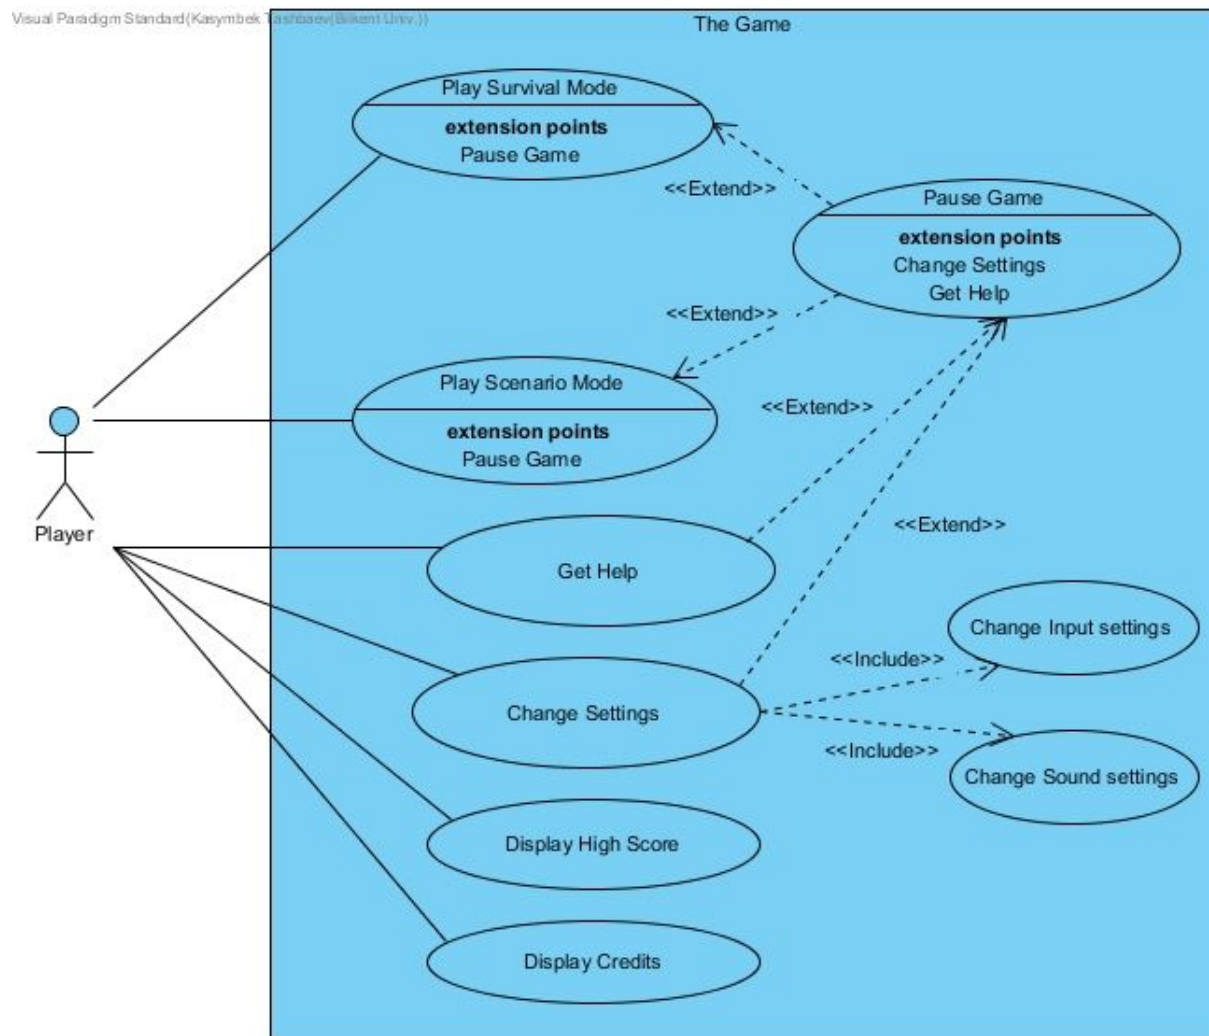 Visual Paradigm Standard(Kasymbek Tashbaev(Bilkent Univ.))
The Game
Play Survival Mode
extension points
Pause Game
<<Extend>>
Pause Game
extension points
Change Settings
Get Help
<<Extend>>
Play Scenario Mode
extension points
Pause Game
<<Extend>>
Player
<<Extend>>
Get Help
Change Input settings
<<Include>>
Change Settings
<<Include>>
Change Sound settings
Display High Score
Display Credits